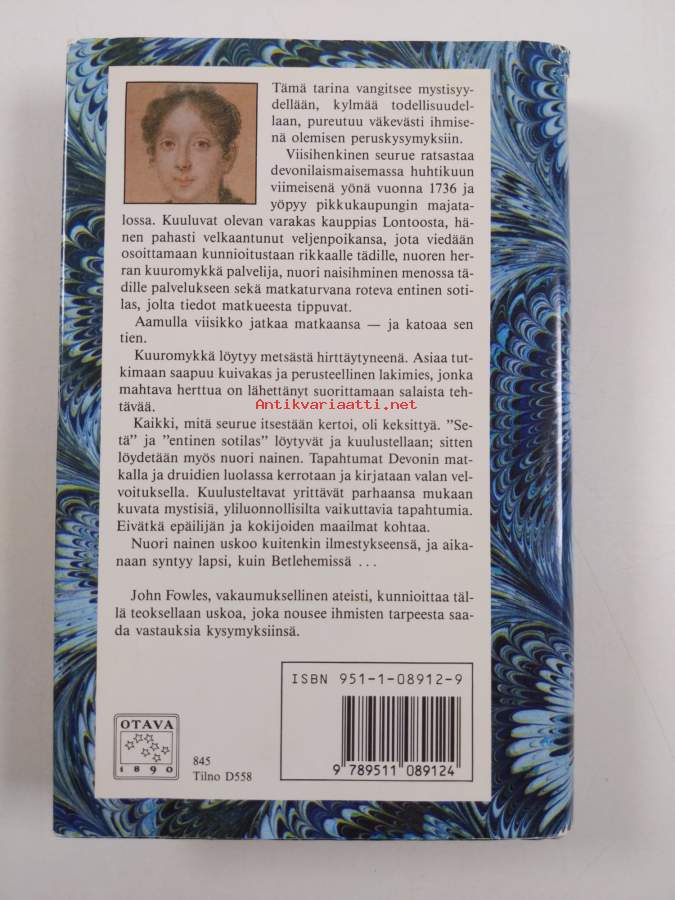 Tämä tarina vangitsee mystisyy-
dellään, kylmää todellisuudel-
laan, pureutuu väkevästi ihmise-
nä olemisen peruskysymyksiin.
Viisihenkinen seurue ratsastaa
devonilaismaisemassa huhtikuun
viimeisenä yönä vuonna 1736 ja
yöpyy pikkukaupungin majata-
lossa. Kuuluvat olevan varakas kauppias Lontoosta, hä-
nen pahasti velkaantunut veljenpoikansa, jota viedään
osoittamaan kunnioitustaan rikkaalle tädille, nuoren her-
ran kuuromykkä palvelija, nuori naisihminen menossa tä-
dille palvelukseen sekä matkaturvana roteva entinen soti-
las, jolta tiedot matkueesta tippuvat.
Aamulla viisikko jatkaa matkaansa — ja katoaa sen
tien.
Kuuromykkä löytyy metsästä hirttäytyneenä. Asiaa tut-
kimaan saapuu kuivakas ja perusteellinen lakimies, jonka
mahtava herttua on lähettänyt suorittamaan salaista teh-
tävää.
Antikvariaatti.net
Kaikki, mitä seurue itsestään kertoi, oli keksittyä. "Se-
tä" ja "entinen sotilas" löytyvät ja kuulustellaan; sitten
löydetään myös nuori nainen. Tapahtumat Devonin mat-
kalla ja druidien luolassa kerrotaan ja kirjataan valan vel-
voituksella. Kuulusteltavat yrittävät parhaansa mukaan
kuvata mystisiä, yliluonnollisilta vaikuttavia tapahtumia.
Eivätkä epäilijän ja kokijoiden maailmat kohtaa.
Nuori nainen uskoo kuitenkin ilmestykseensä, ja aika-
naan syntyy lapsi, kuin Betlehemissä ...
John Fowles, vakaumuksellinen ateisti, kunnioittaa täl-
lä teoksellaan uskoa, joka nousee ihmisten tarpeesta saa-
da vastauksia kysymyksiinsä.
ISBN 951-1-08912-9
OTAVA
1890
845
Tilno D558
9 789511 089124